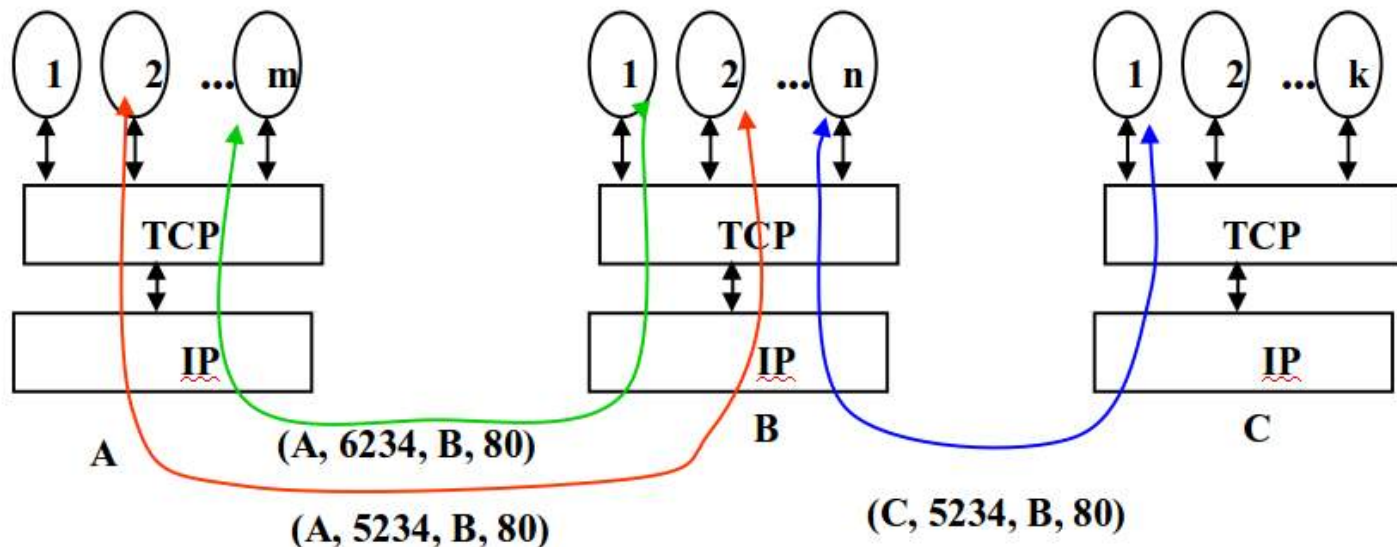 1 2 ... m 1 2 ... n 1 2 ... k
TCP TCP TCP
IP IP IP
A B C
(A, 6234, B, 80)
(A, 5234, B, 80) (C, 5234, B, 80)